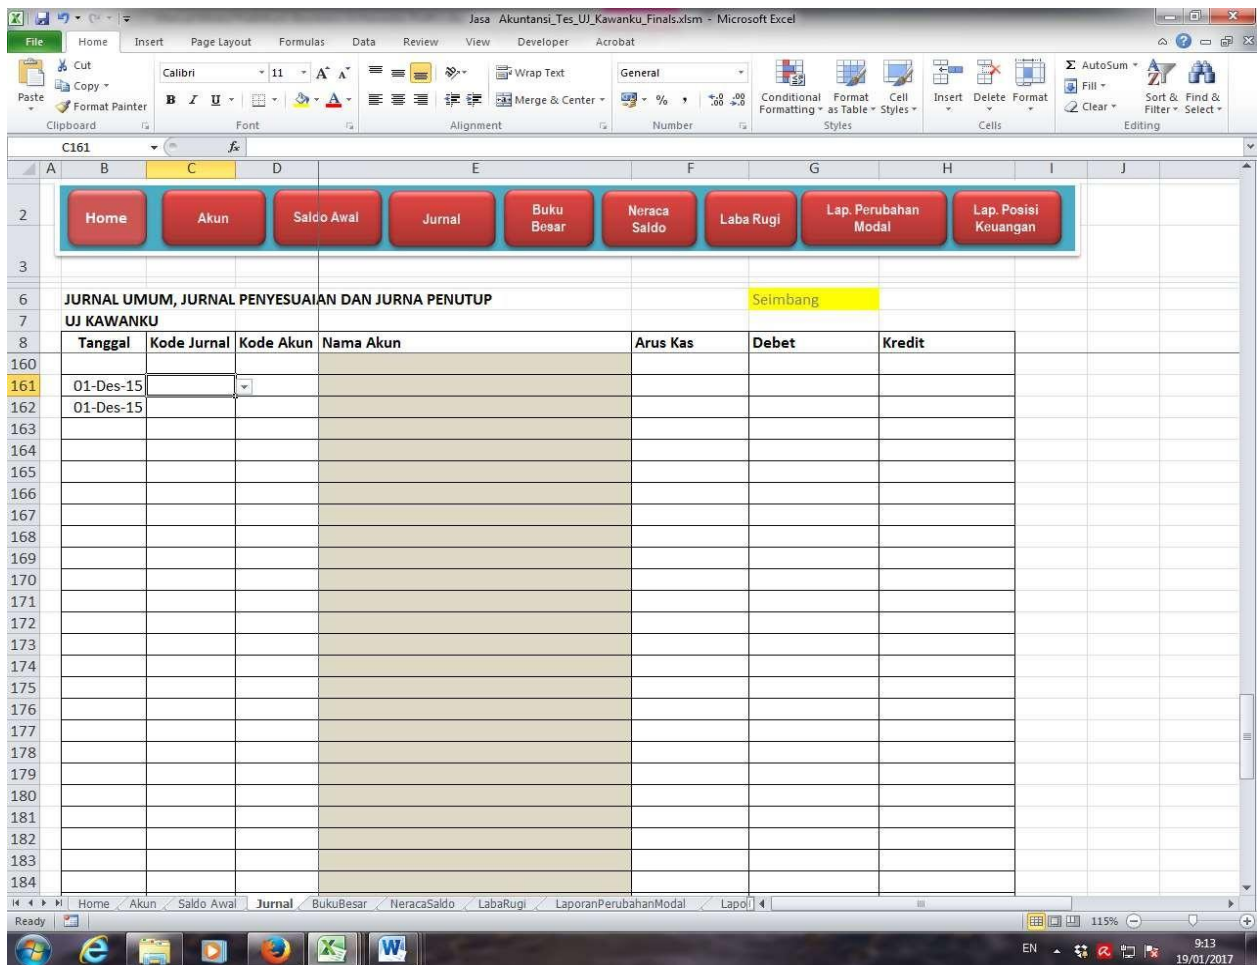 Jasa Akuntansi_Tes_UJ_Kawanku_Finals.xlsm - Microsoft Excel
File Home Insert Page Layout Formulas Data Review View Developer Acrobat
Paste
Cut
Copy
Format Painter
Clipboard
Calibri 11
B I U
Font
Wrap Text
Merge & Center
Alignment
General
% ,
Number
Conditional Formatting
Format as Table
Cell Styles
Styles
Insert Delete Format
Cells
Σ AutoSum
Fill
Clear
Sort & Filter
Find & Select
Editing
C161 fx
A B C D E F G H I J
2
Home Akun Saldo Awal Jurnal Buku Besar Neraca Saldo Laba Rugi Lap. Perubahan Modal Lap. Posisi Keuangan
3
6 JURNAL UMUM, JURNAL PENYESUAIAN DAN JURNA PENUTUP Seimbang
7 UJ KAWANKU
8 Tanggal Kode Jurnal Kode Akun Nama Akun Arus Kas Debet Kredit
160
161 01-Des-15
162 01-Des-15
163
164
165
166
167
168
169
170
171
172
173
174
175
176
177
178
179
180
181
182
183
184
Home Akun Saldo Awal Jurnal BukuBesar NeracaSaldo LabaRugi LaporanPerubahanModal
Ready 115%
EN 9:13
19/01/2017